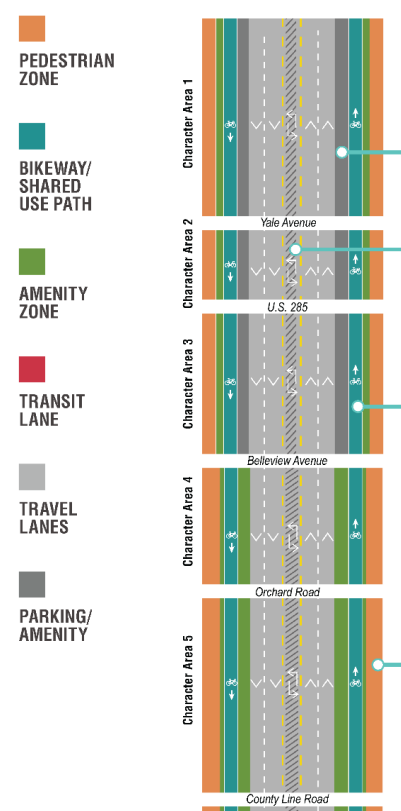 PEDESTRIAN
ZONE
BIKEWAY/
SHARED
USE PATH
AMENITY
ZONE
TRANSIT
LANE
TRAVEL
LANES
PARKING/
AMENITY
Character Area 1
Yale Avenue
Character Area 2
U.S. 285
Character Area 3
Belleview Avenue
Character Area 4
Orchard Road
Character Area 5
County Line Road